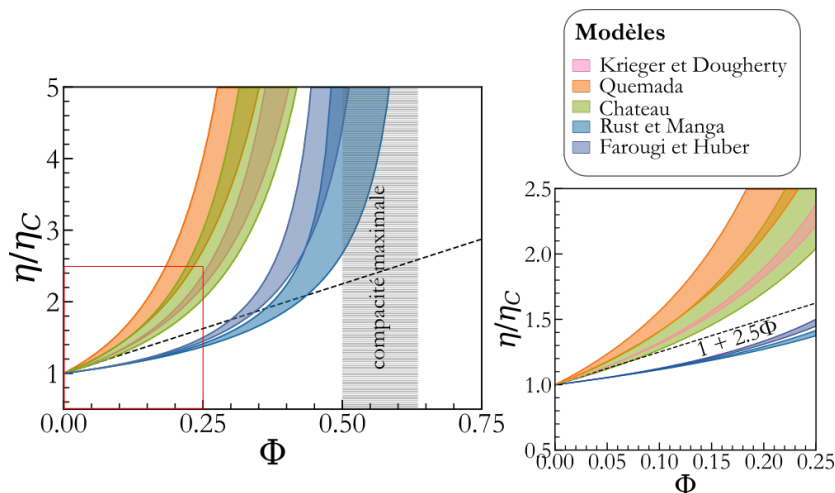 Modèles
Krieger et Dougherty
Quemada
Chateau
Rust et Manga
Farougi et Huber
5
4
3
2
1
η/ηC
compacité maximale
0.00
0.25
0.50
0.75
Φ
2.5
2.0
1.5
1.0
0.5
η/ηC
1 + 2.5Φ
0.00
0.05
0.10
0.15
0.20
0.25
Φ